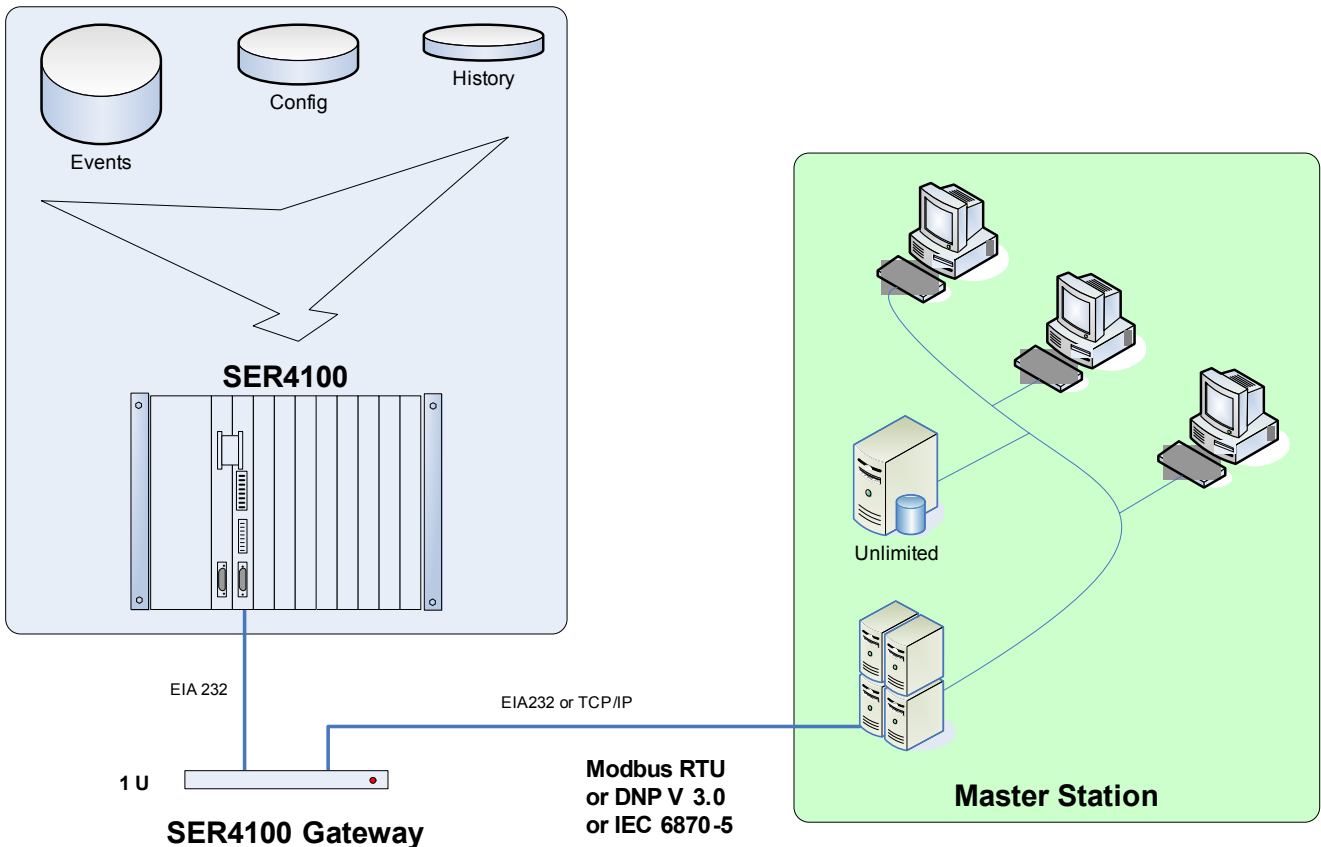 Events
Config
History
SER4100
Unlimited
EIA 232
EIA232 or TCP/IP
1 U
SER4100 Gateway
Modbus RTU
or DNP V 3.0
or IEC 6870-5
Master Station